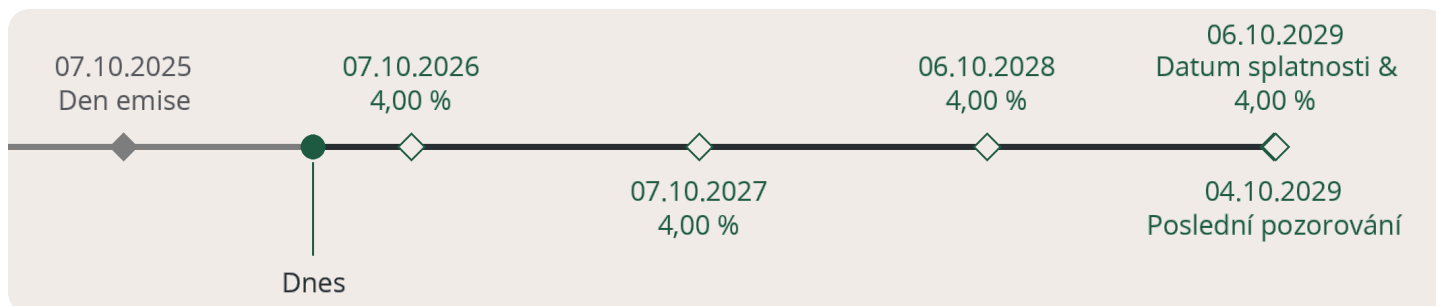 07.10.2025
Den emise
07.10.2026
4,00 %
07.10.2027
4,00 %
06.10.2028
4,00 %
06.10.2029
Datum splatnosti &
4,00 %
04.10.2029
Poslední pozorování
Dnes